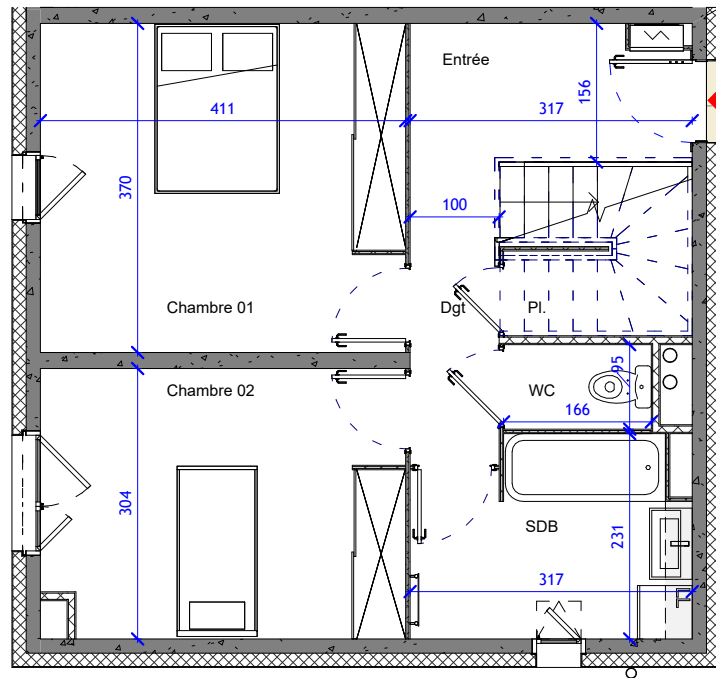 Entrée
411
317
156
370
100
Chambre 01
Dgt
Pl.
Chambre 02
95
WC
166
304
SDB
231
317